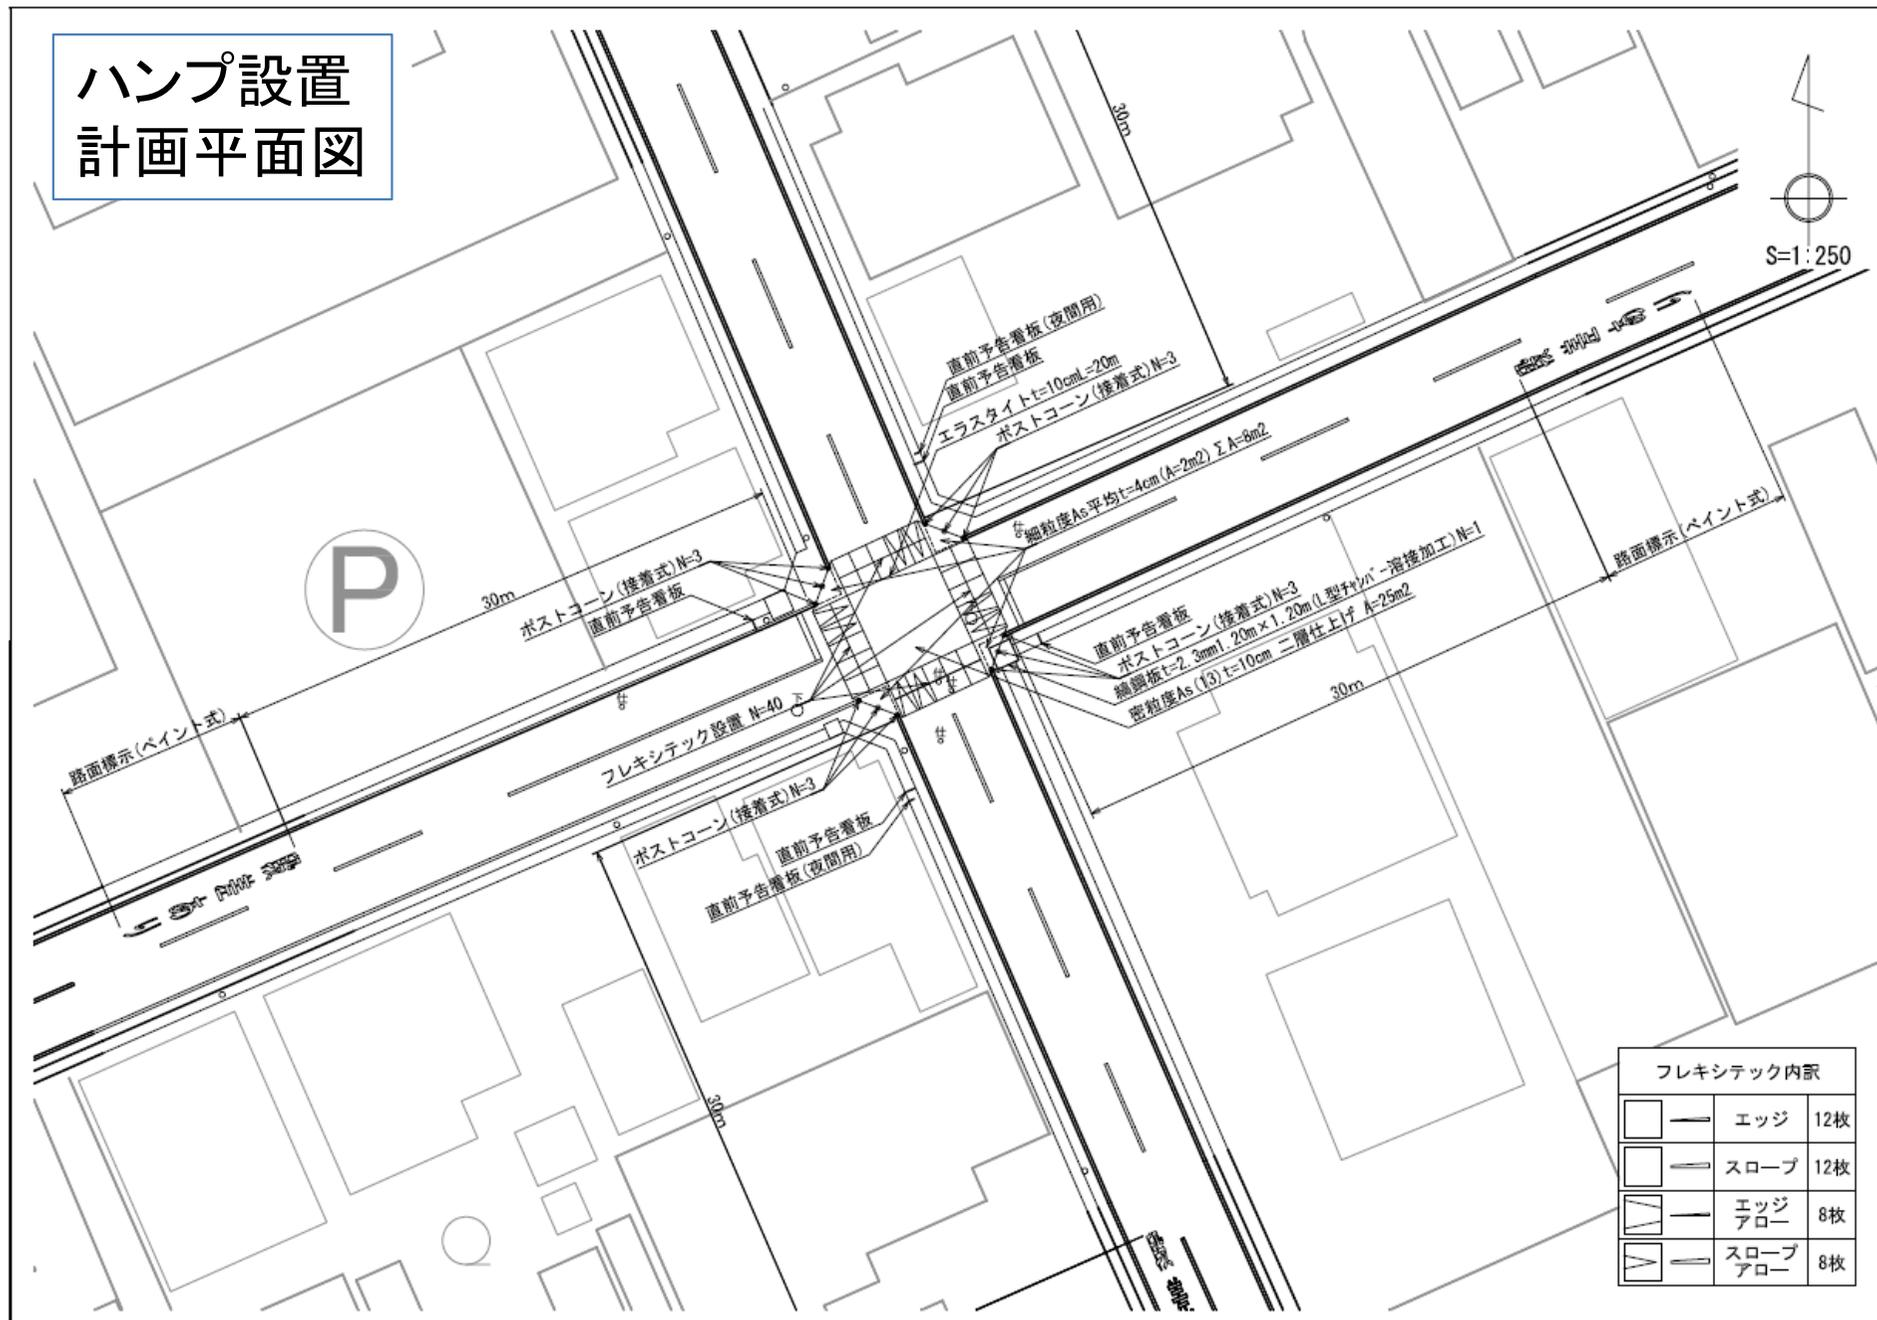 ハンプ設置
計画平面図
S=1:250
30m
直前予告看板(夜間用)
直前予告看板
エラスタイトt=10cmL=20m
ポストコーン(接着式)N=3
細粒度As平均t=4cm(A=2m2) ΣA=8m2
路面標示(ペイント式)
30m
ポストコーン(接着式)N=3
直前予告看板
P
直前予告看板
ポストコーン(接着式)N=3
縞鋼板t=2.3mm1.20m×1.20m(L型チャンバー溶接加工)N=1
密粒度As(13)t=10cm 二層仕上げ A=25m2
30m
フレキシテック設置 N=40
路面標示(ペイント式)
ポストコーン(接着式)N=3
直前予告看板
直前予告看板(夜間用)
30m
フレキシテック内訳
エッジ 12枚
スロープ 12枚
エッジ
アロー 8枚
スロープ
アロー 8枚